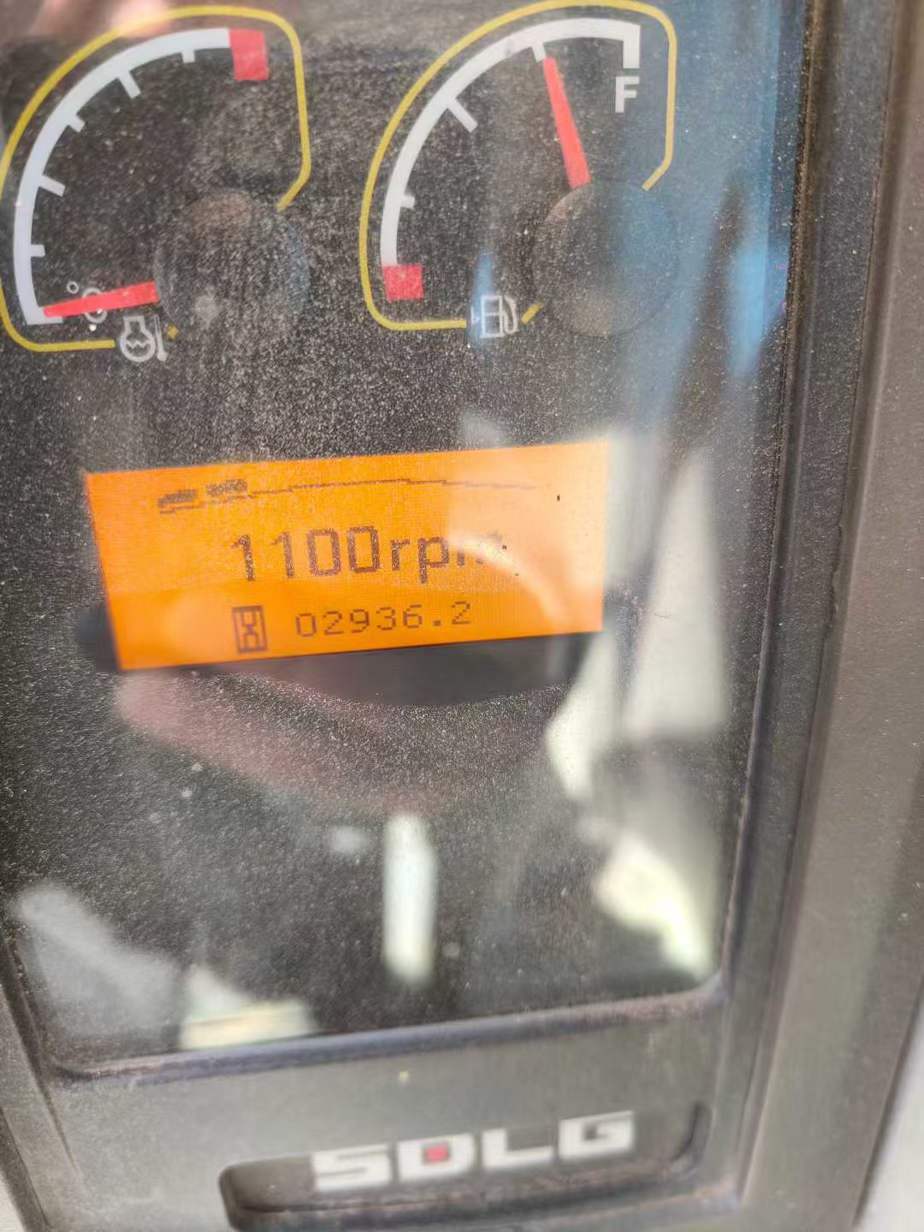 F
1100rpm
02936.2
SDLG